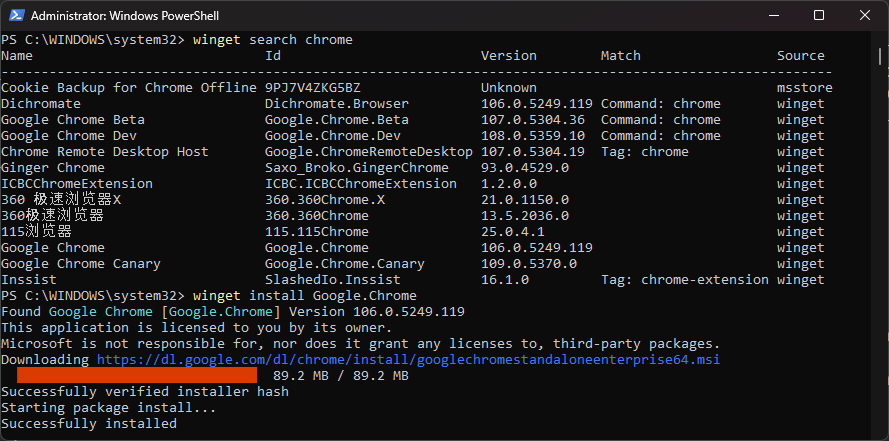 Administrator: Windows PowerShell
PS C:\WINDOWS\system32> winget search chrome
Name Id Version Match Source
--------------------------------------------------------------------------------------------------------
Cookie Backup for Chrome Offline 9PJ7V4ZKG5BZ Unknown msstore
Dichromate Dichromate.Browser 106.0.5249.119 Command: chrome winget
Google Chrome Beta Google.Chrome.Beta 107.0.5304.36 Command: chrome winget
Google Chrome Dev Google.Chrome.Dev 108.0.5359.10 Command: chrome winget
Chrome Remote Desktop Host Google.ChromeRemoteDesktop 107.0.5304.19 Tag: chrome winget
Ginger Chrome Saxo_Broko.GingerChrome 93.0.4529.0 winget
ICBCChromeExtension ICBC.ICBCChromeExtension 1.2.0.0 winget
360 极速浏览器X 360.360Chrome.X 21.0.1150.0 winget
360极速浏览器 360.360Chrome 13.5.2036.0 winget
115浏览器 115.115Chrome 25.0.4.1 winget
Google Chrome Google.Chrome 106.0.5249.119 winget
Google Chrome Canary Google.Chrome.Canary 109.0.5370.0 winget
Inssist SlashedIo.Inssist 16.1.0 Tag: chrome-extension winget
PS C:\WINDOWS\system32> winget install Google.Chrome
Found Google Chrome [Google.Chrome] Version 106.0.5249.119
This application is licensed to you by its owner.
Microsoft is not responsible for, nor does it grant any licenses to, third-party packages.
Downloading https://dl.google.com/dl/chrome/install/googlechromestandaloneenterprise64.msi
89.2 MB / 89.2 MB
Successfully verified installer hash
Starting package install...
Successfully installed